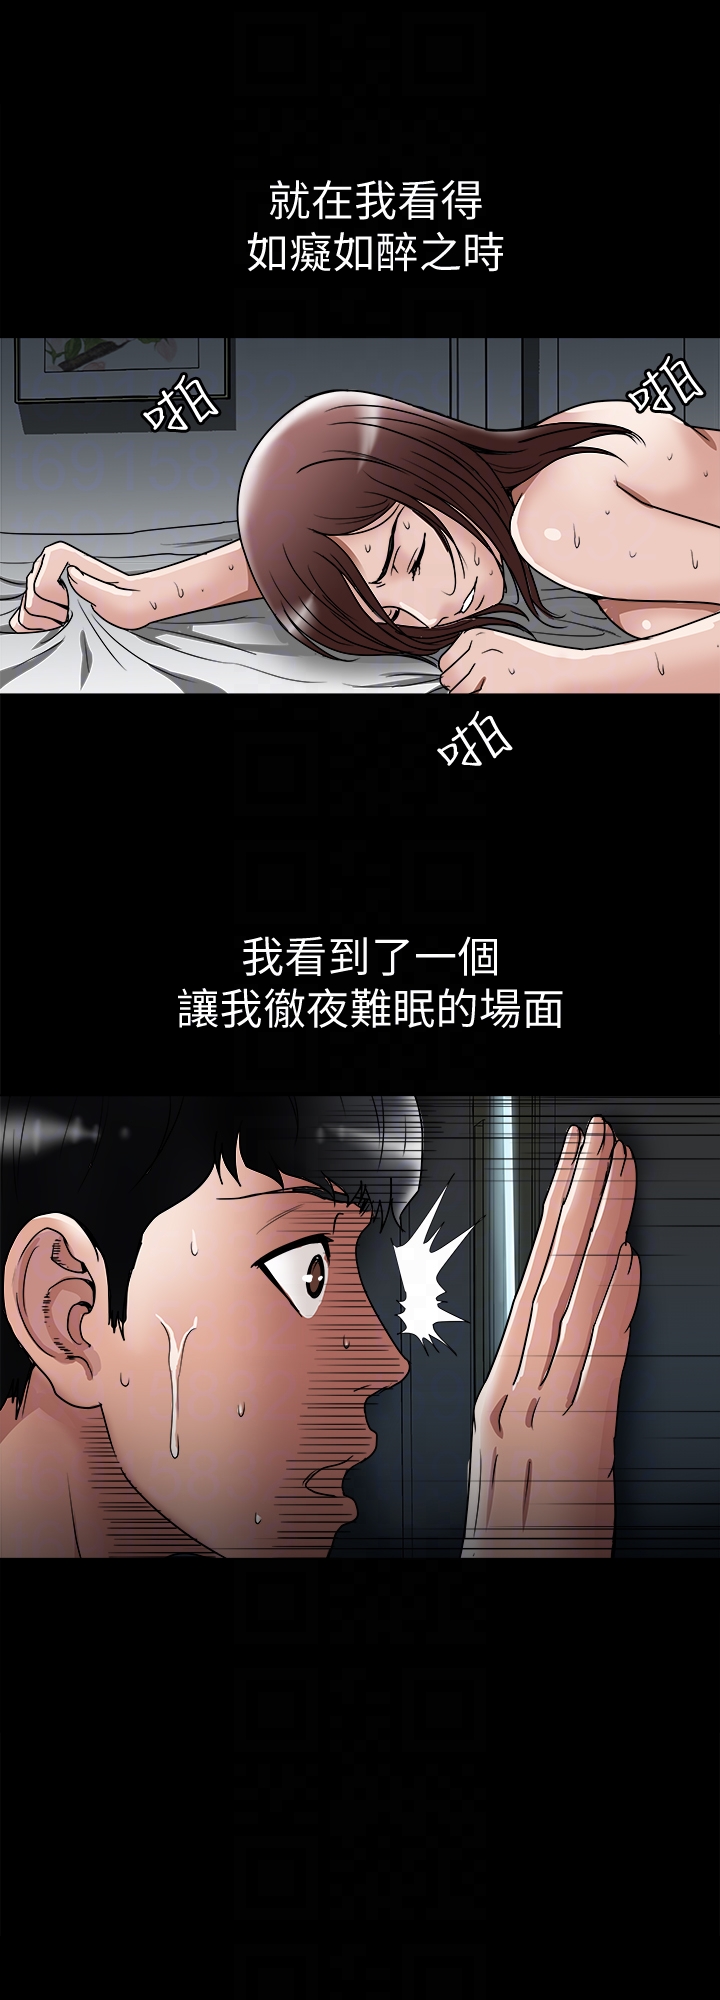 就在我看得
如癡如醉之時
啪
啪
啪
我看到了一個
讓我徹夜難眠的場面